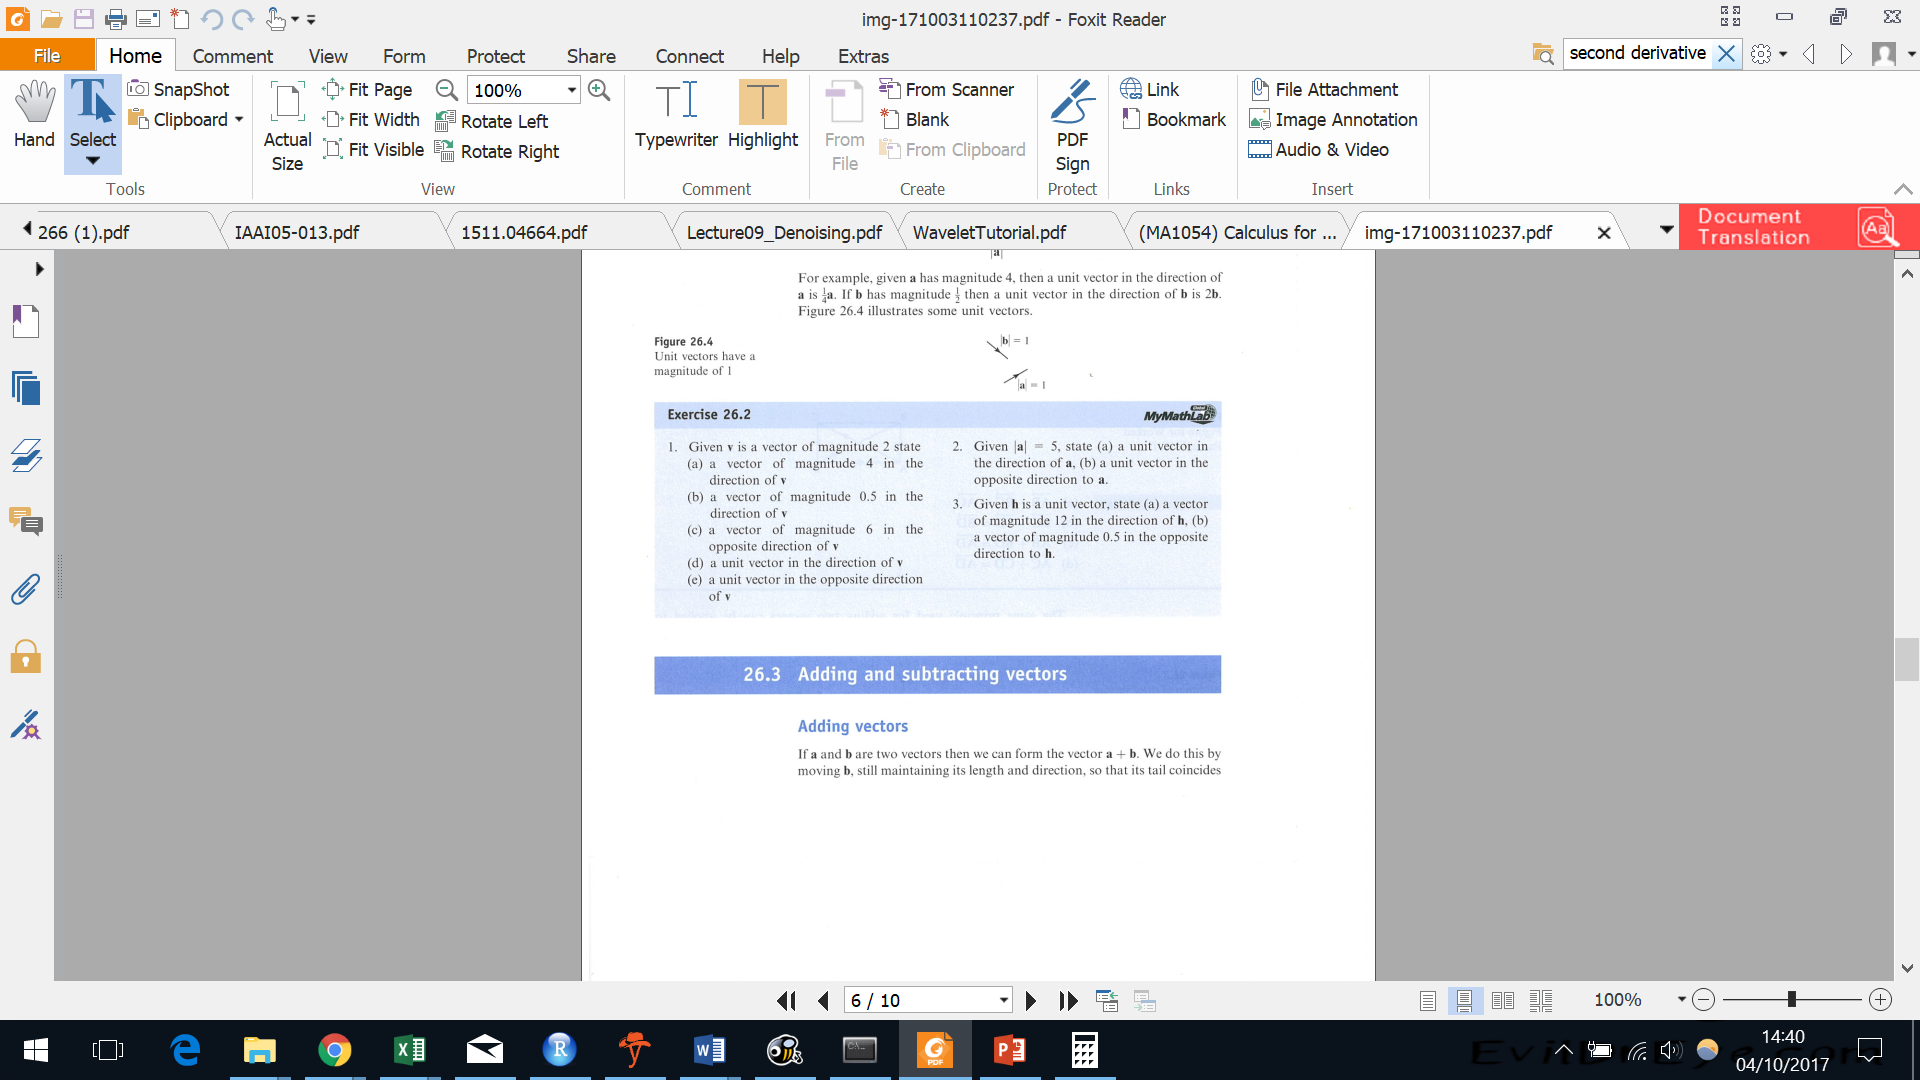 img-171003110237.pdf - Foxit Reader
File Home Comment View Form Protect Share Connect Help Extras
second derivative
Hand
Select
SnapShot
Clipboard
Tools
Actual Size
Fit Page
Fit Width
Fit Visible
100%
Rotate Left
Rotate Right
View
Typewriter
Highlight
Comment
From File
From Scanner
Blank
From Clipboard
Create
PDF Sign
Protect
Link
Bookmark
Links
File Attachment
Image Annotation
Audio & Video
Insert
266 (1).pdf
IAAI05-013.pdf
1511.04664.pdf
Lecture09_Denoising.pdf
WaveletTutorial.pdf
(MA1054) Calculus for ...
img-171003110237.pdf
Document
Translation
|a|
For example, given a has magnitude 4, then a unit vector in the direction of
a is 1/4 a. If b has magnitude 1/2 then a unit vector in the direction of b is 2b.
Figure 26.4 illustrates some unit vectors.
Figure 26.4
Unit vectors have a
magnitude of 1
|b| = 1
|a| = 1
Exercise 26.2
MyMathLab
1. Given v is a vector of magnitude 2 state
(a) a vector of magnitude 4 in the
direction of v
(b) a vector of magnitude 0.5 in the
direction of v
(c) a vector of magnitude 6 in the
opposite direction of v
(d) a unit vector in the direction of v
(e) a unit vector in the opposite direction
of v
2. Given |a| = 5, state (a) a unit vector in
the direction of a, (b) a unit vector in the
opposite direction to a.
3. Given h is a unit vector, state (a) a vector
of magnitude 12 in the direction of h, (b)
a vector of magnitude 0.5 in the opposite
direction to h.
26.3 Adding and subtracting vectors
Adding vectors
If a and b are two vectors then we can form the vector a + b. We do this by
moving b, still maintaining its length and direction, so that its tail coincides
6 / 10
100%
14:40
04/10/2017